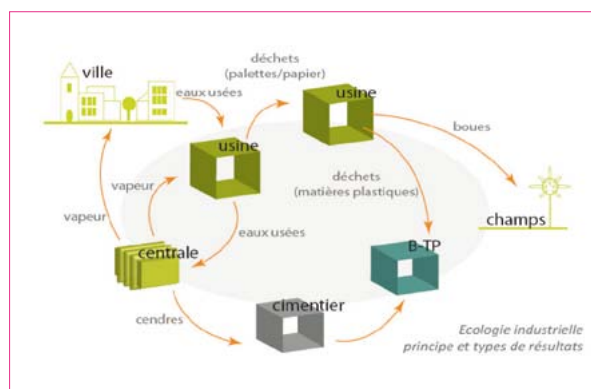 ville
déchets
(palettes/papier)
eaux usées
usine
usine
boues
vapeur
déchets
(matières plastiques)
vapeur
eaux usées
champs
centrale
B-TP
cendres
cimentier
Ecologie industrielle
principe et types de résultats